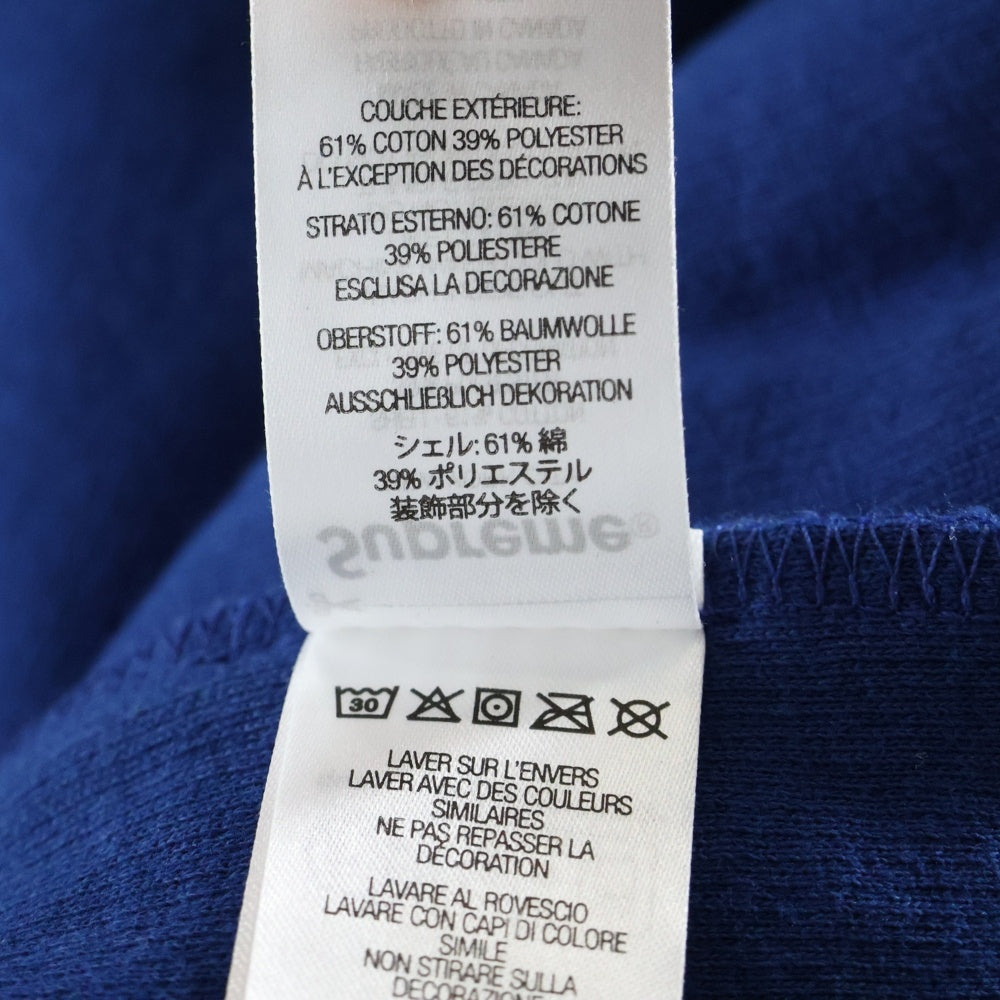 COUCHE EXTÉRIEURE:
61% COTON 39% POLYESTER
À L'EXCEPTION DES DÉCORATIONS
STRATO ESTERNO: 61% COTONE
39% POLIESTERE
ESCLUSA LA DECORAZIONE
OBERSTOFF: 61% BAUMWOLLE
39% POLYESTER
AUSSCHLIEßLICH DEKORATION
シェル: 61% 綿
39% ポリエステル
装飾部分を除く
Supreme®
30
LAVER SUR L'ENVERS
LAVER AVEC DES COULEURS
SIMILAIRES
NE PAS REPASSER LA
DÉCORATION
LAVARE AL ROVESCIO
LAVARE CON CAPI DI COLORE
SIMILE
NON STIRARE SULLA
DECORAZIONE